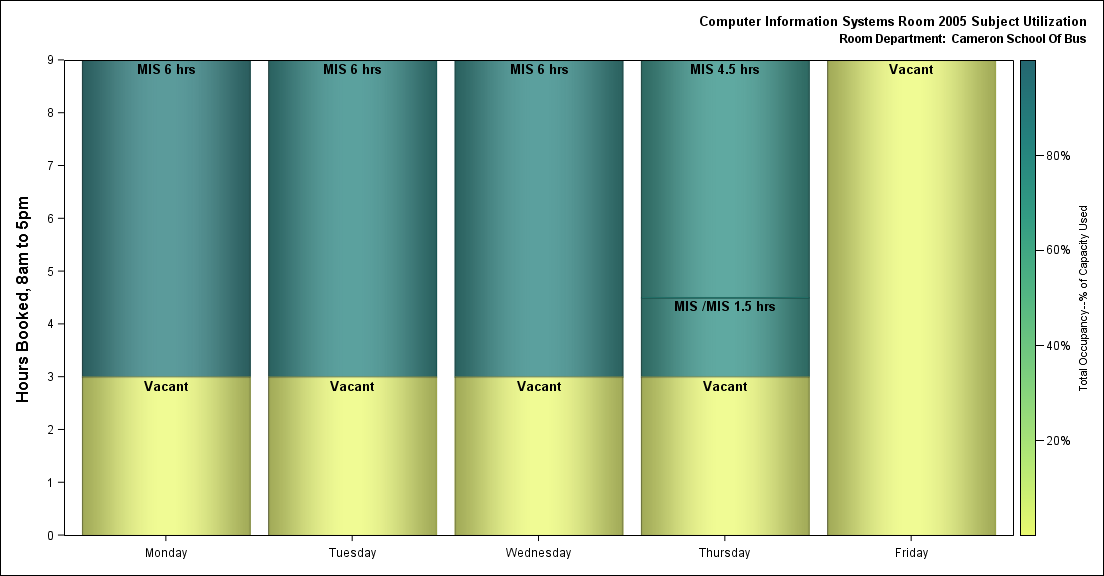 Computer Information Systems Room 2005 Subject Utilization
Room Department: Cameron School Of Bus
Hours Booked, 8am to 5pm
9
8
7
6
5
4
3
2
1
0
MIS 6 hrs
Vacant
MIS 6 hrs
Vacant
MIS 6 hrs
Vacant
MIS 4.5 hrs
MIS /MIS 1.5 hrs
Vacant
Vacant
Monday
Tuesday
Wednesday
Thursday
Friday
80%
60%
40%
20%
Total Occupancy--% of Capacity Used